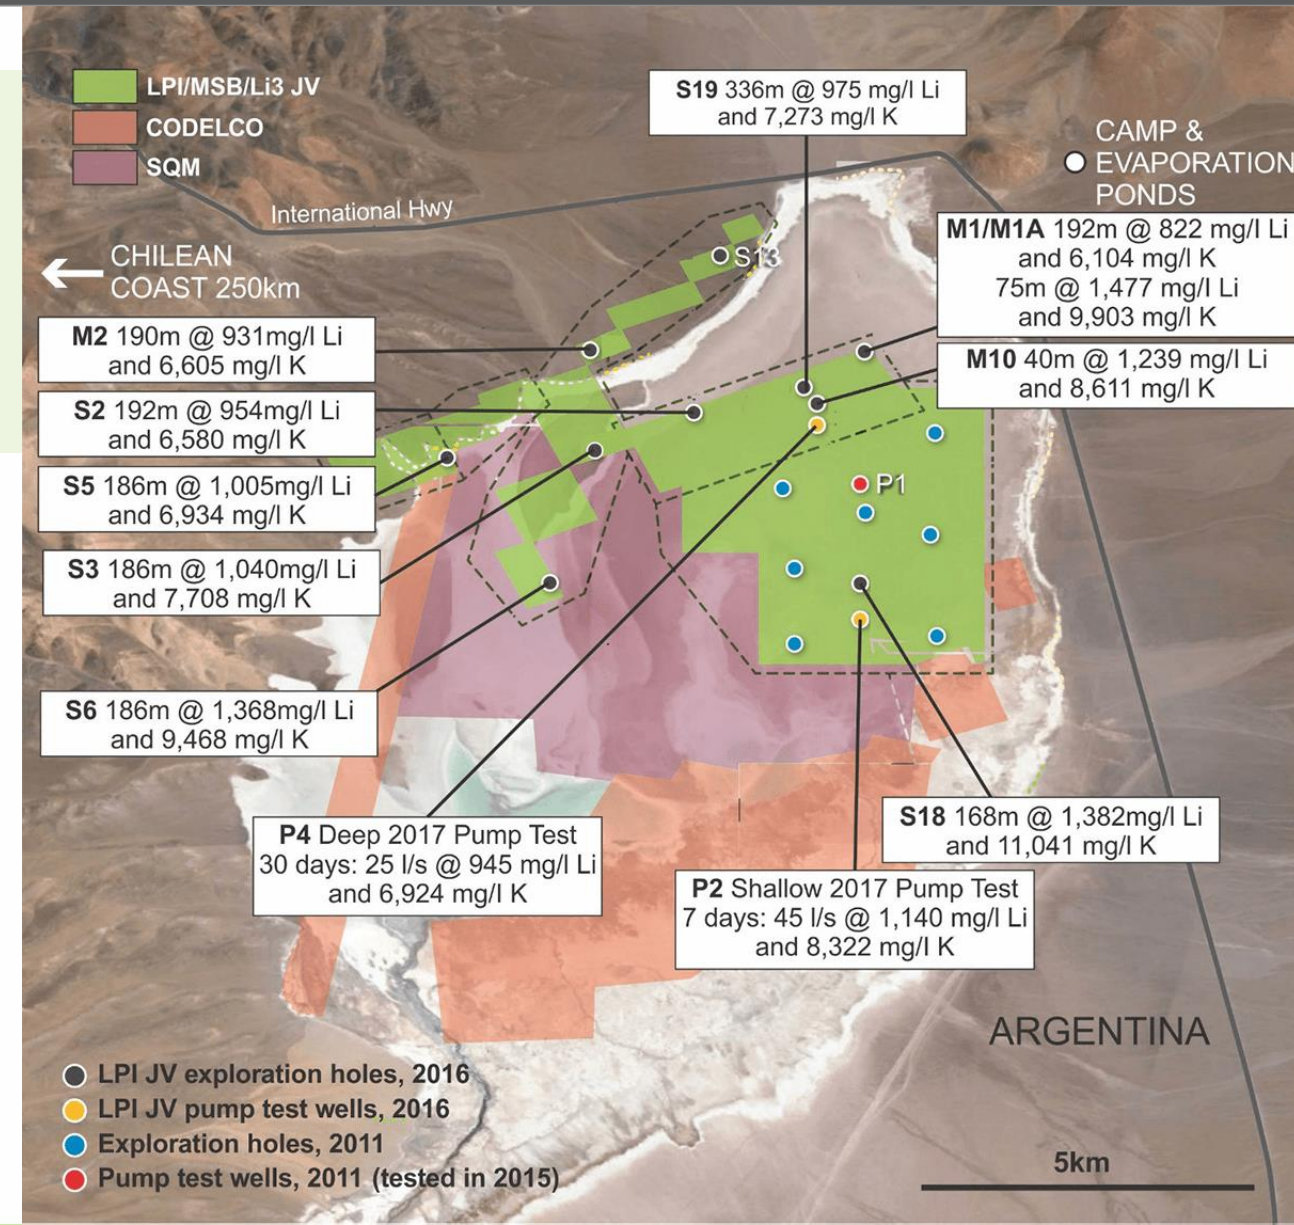 LPI/MSB/Li3 JV
CODELCO
SQM
International Hwy
CHILEAN
COAST 250km
S19 336m @ 975 mg/l Li
and 7,273 mg/l K
CAMP &
EVAPORATION
PONDS
M1/M1A 192m @ 822 mg/l Li
and 6,104 mg/l K
75m @ 1,477 mg/l Li
and 9,903 mg/l K
M10 40m @ 1,239 mg/l Li
and 8,611 mg/l K
S13
M2 190m @ 931mg/l Li
and 6,605 mg/l K
S2 192m @ 954mg/l Li
and 6,580 mg/l K
S5 186m @ 1,005mg/l Li
and 6,934 mg/l K
S3 186m @ 1,040mg/l Li
and 7,708 mg/l K
S6 186m @ 1,368mg/l Li
and 9,468 mg/l K
P1
P4 Deep 2017 Pump Test
30 days: 25 l/s @ 945 mg/l Li
and 6,924 mg/l K
S18 168m @ 1,382mg/l Li
and 11,041 mg/l K
P2 Shallow 2017 Pump Test
7 days: 45 l/s @ 1,140 mg/l Li
and 8,322 mg/l K
ARGENTINA
LPI JV exploration holes, 2016
LPI JV pump test wells, 2016
Exploration holes, 2011
Pump test wells, 2011 (tested in 2015)
5km